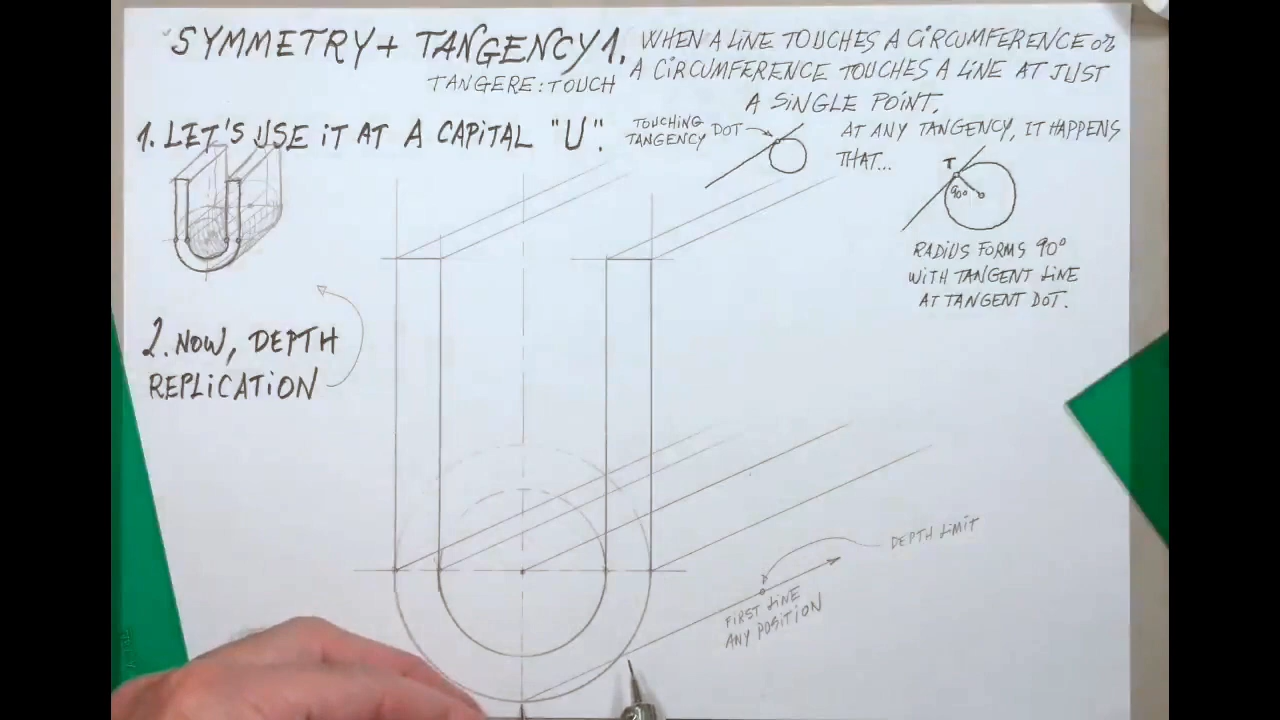 SYMMETRY + TANGENCY 1.
TANGERE: TOUCH
WHEN A LINE TOUCHES A CIRCUMFERENCE OR
A CIRCUMFERENCE TOUCHES A LINE AT JUST
A SINGLE POINT,
1. LET'S USE IT AT A CAPITAL "U".
TOUCHING
TANGENCY DOT
AT ANY TANGENCY, IT HAPPENS
THAT...
T
90°
RADIUS FORMS 90°
WITH TANGENT LINE
AT TANGENT DOT.
2. NOW, DEPTH
REPLICATION
DEPTH LIMIT
FIRST LINE
ANY POSITION